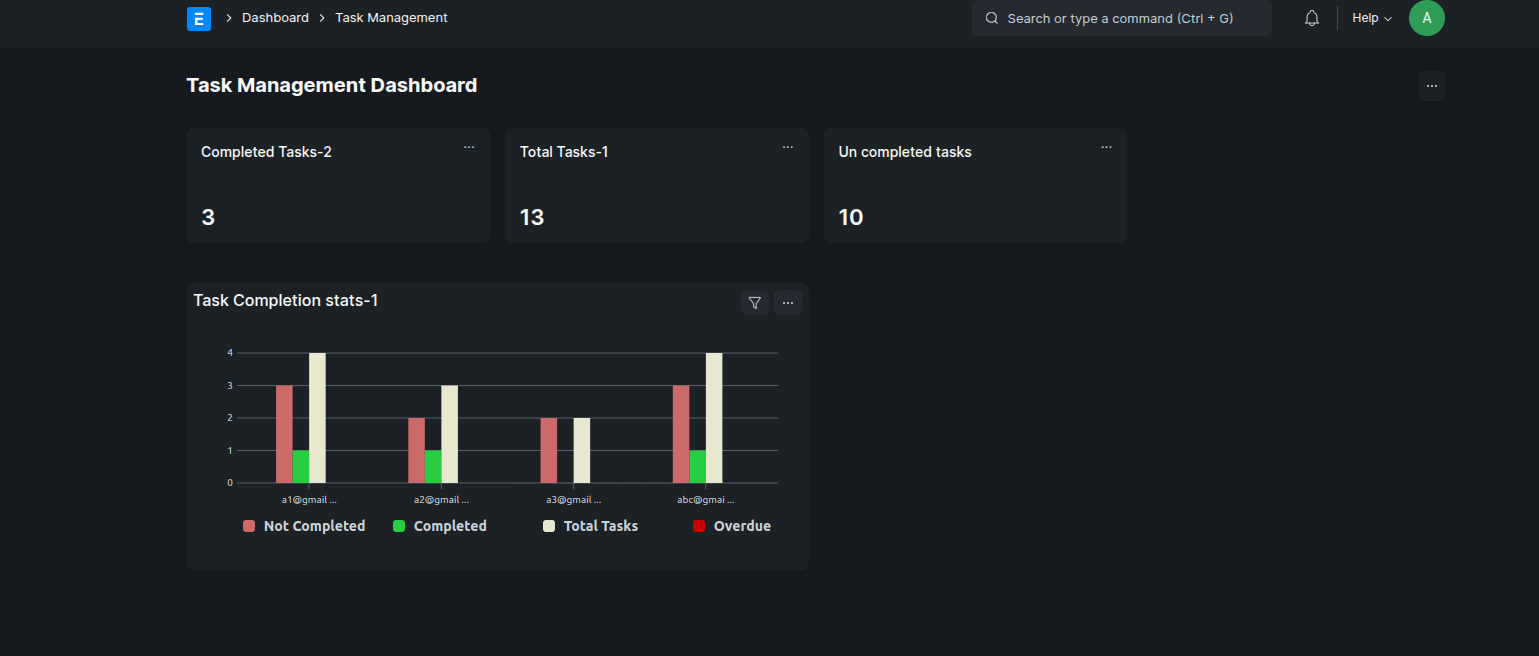 E > Dashboard > Task Management Search or type a command (Ctrl + G) Help A
Task Management Dashboard ...
Completed Tasks-2 ... Total Tasks-1 ... Un completed tasks ...
3 13 10
Task Completion stats-1 ...
4
3
2
1
0
a1@gmail ... a2@gmail ... a3@gmail ... abc@gmai ...
Not Completed Completed Total Tasks Overdue